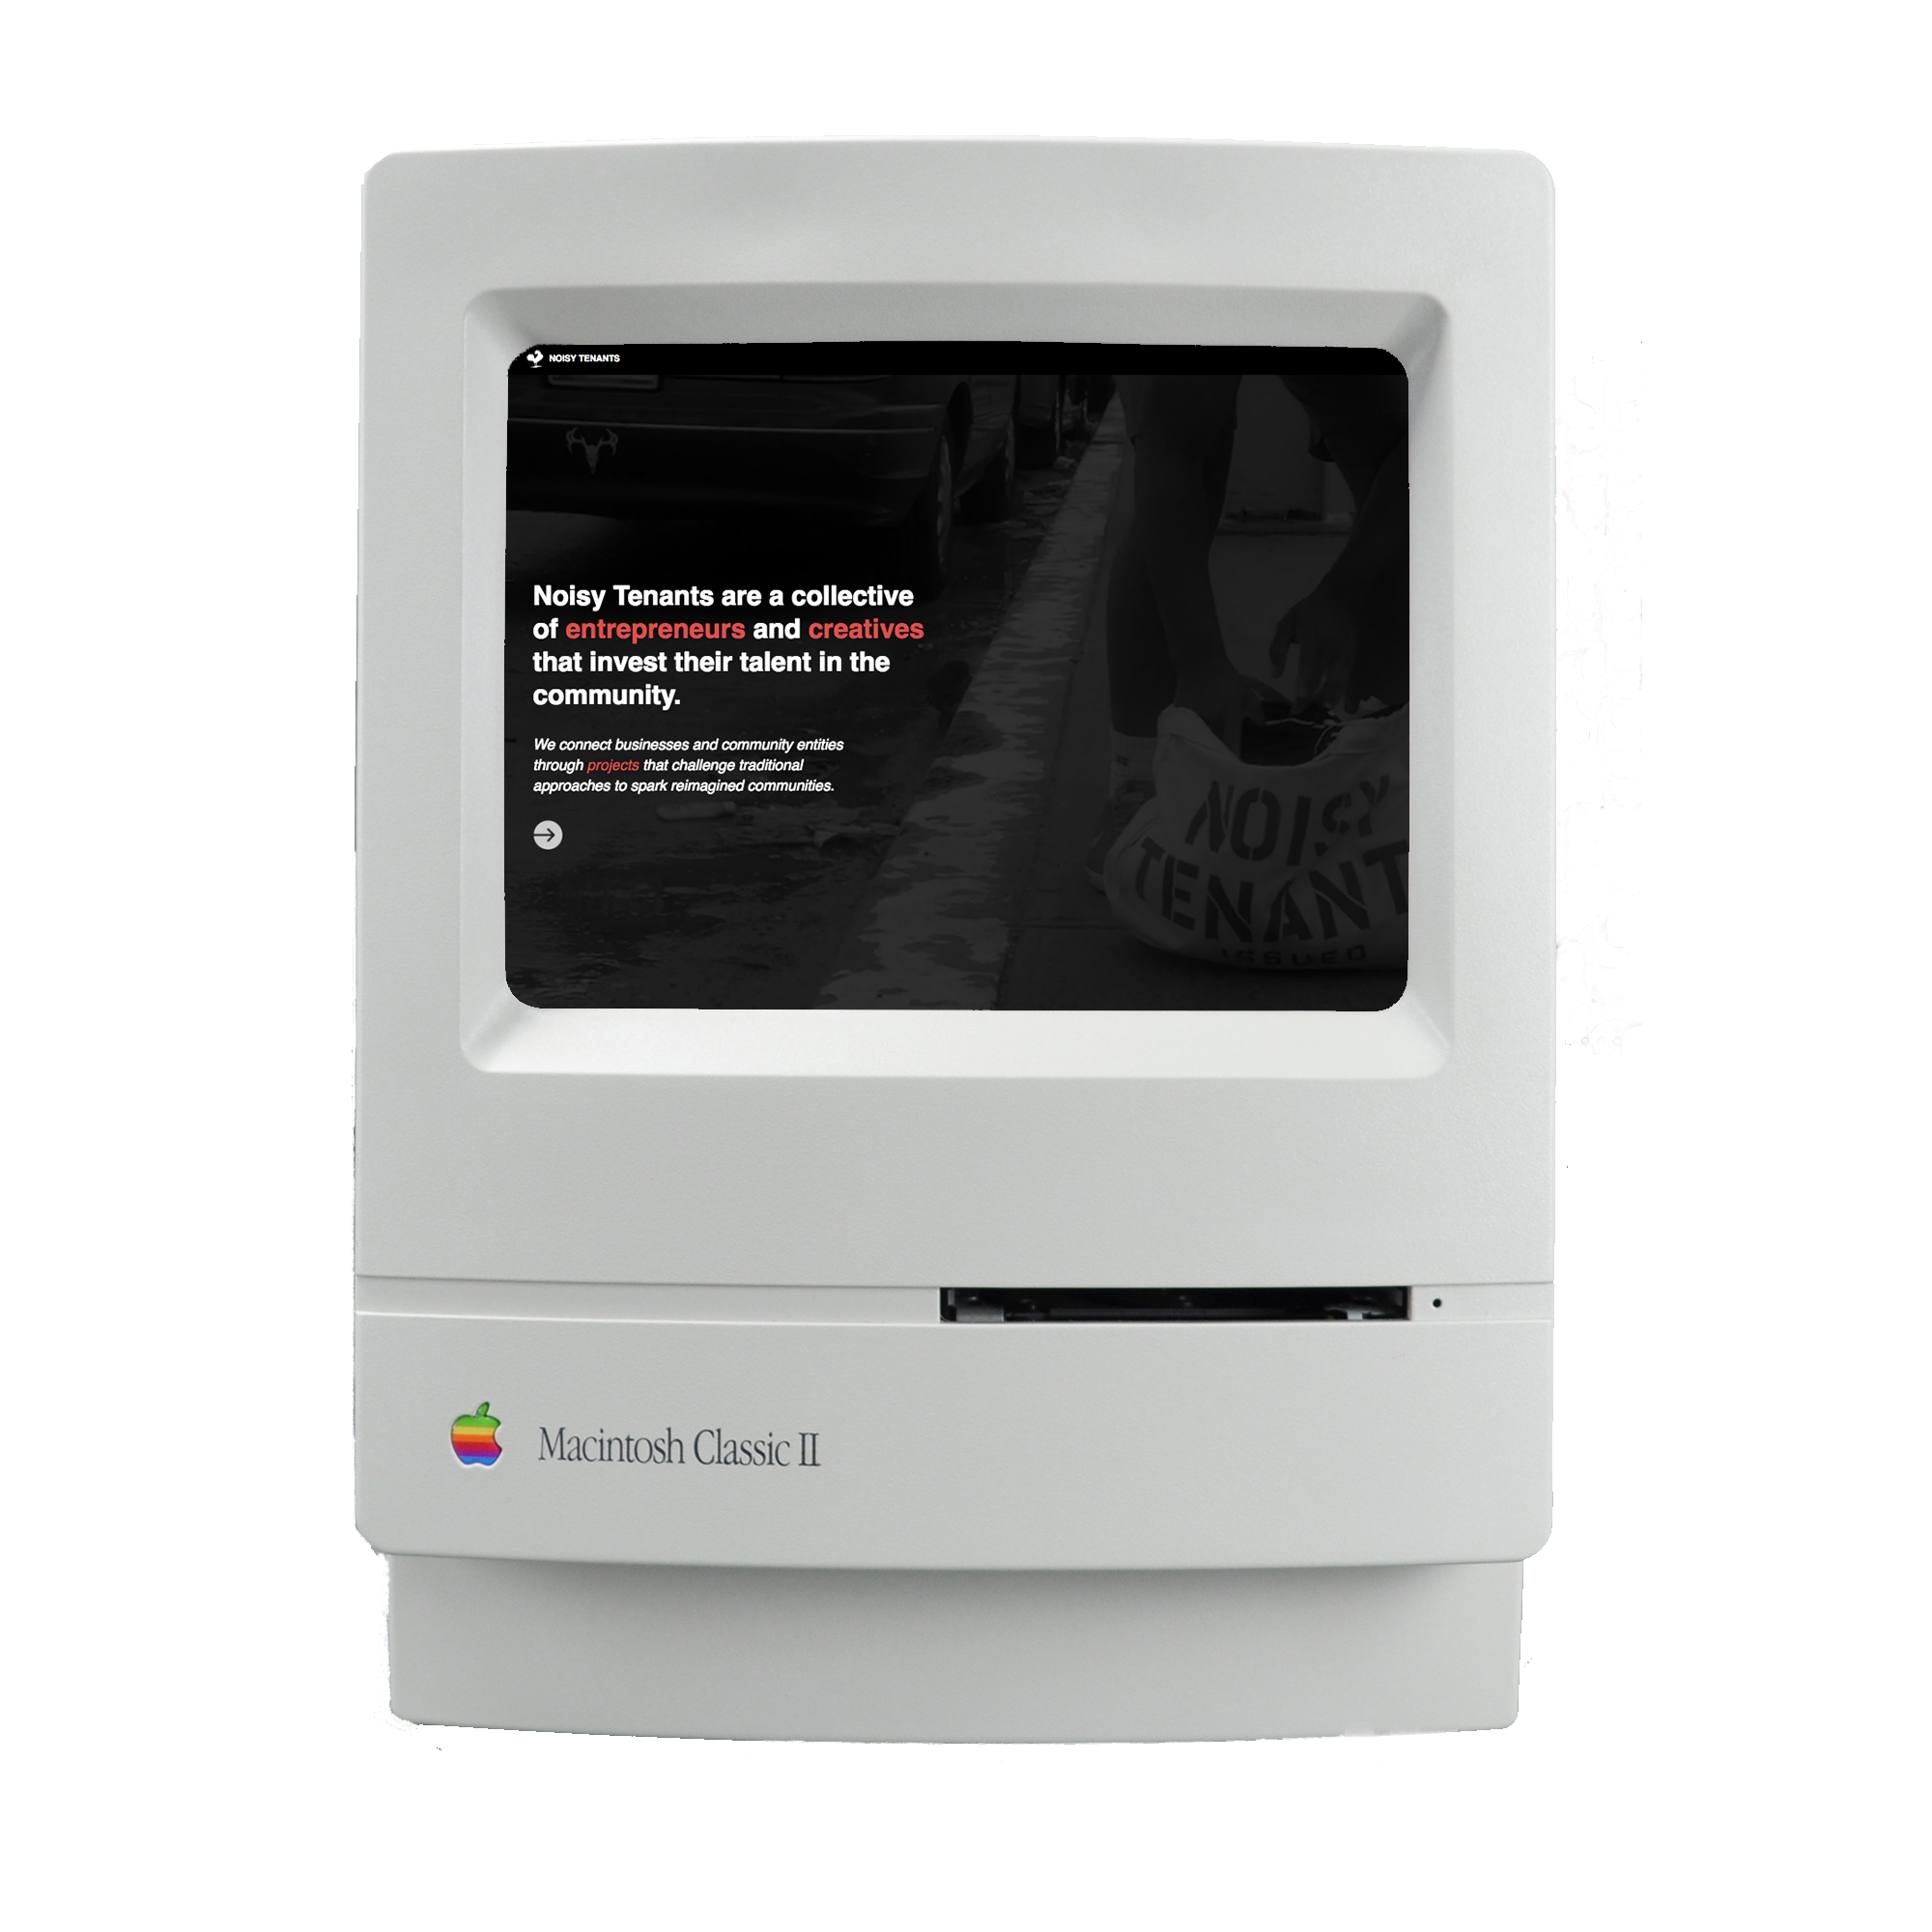 NOISY TENANTS
Noisy Tenants are a collective
of entrepreneurs and creatives
that invest their talent in the
community.
We connect businesses and community entities
through projects that challenge traditional
approaches to spark reimagined communities.
NOISY
TENANT
ISSUED
Macintosh Classic II